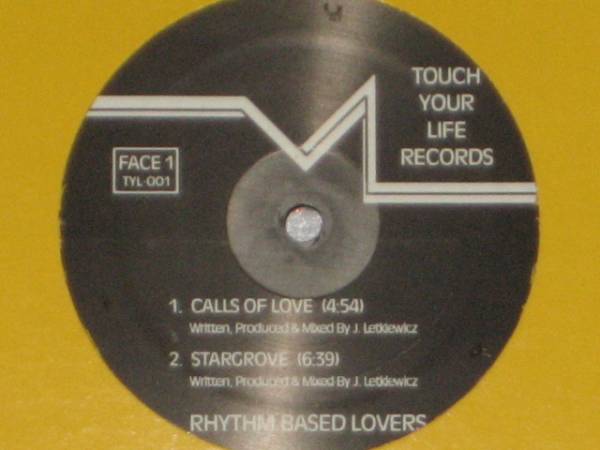 TOUCH
YOUR
LIFE
RECORDS
FACE 1
TYL-001
1. CALLS OF LOVE (4:54)
Written, Produced & Mixed By J. Letkiewicz
2. STARGROVE (6:39)
Written, Produced & Mixed By J. Letkiewicz
RHYTHM BASED LOVERS